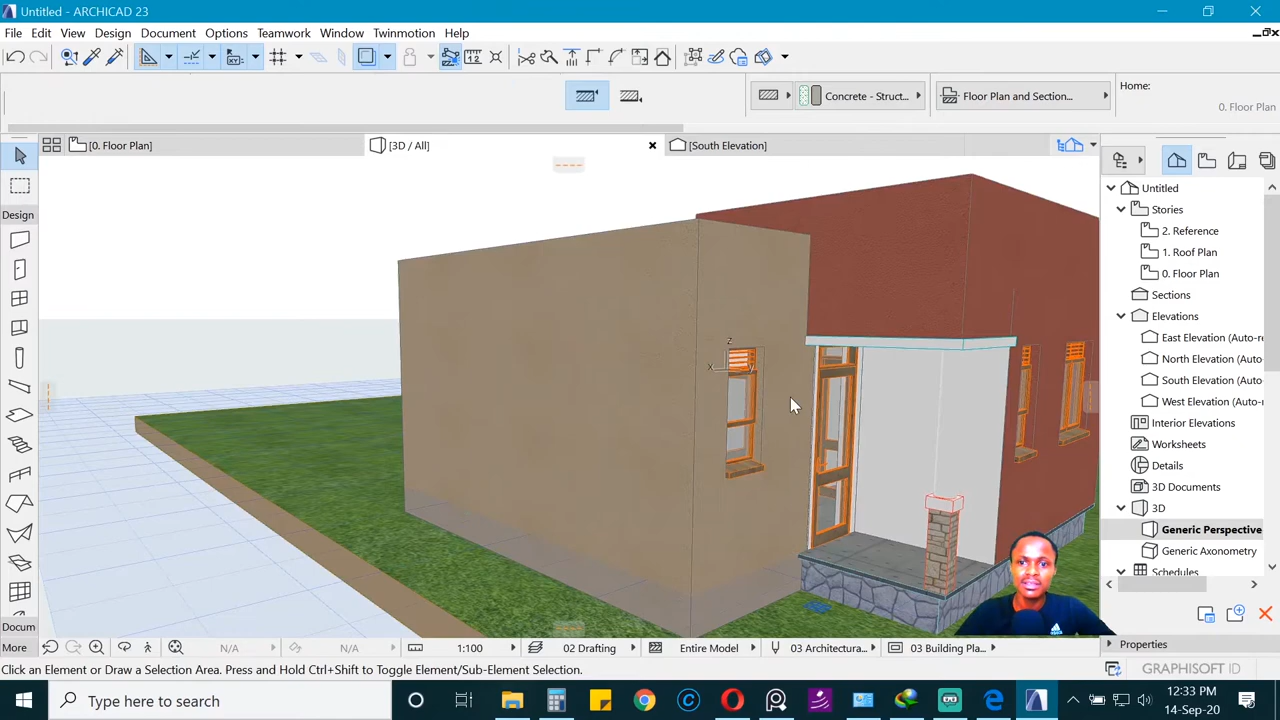 Untitled - ARCHICAD 23
File Edit View Design Document Options Teamwork Window Twinmotion Help
Concrete - Struct...
Floor Plan and Section...
Home:
0. Floor Plan
[0. Floor Plan]
[3D / All]
[South Elevation]
Untitled
Stories
2. Reference
1. Roof Plan
0. Floor Plan
Sections
Elevations
East Elevation (Auto-r
North Elevation (Auto-
South Elevation (Auto-
West Elevation (Auto-
Interior Elevations
Worksheets
Details
3D Documents
3D
Generic Perspective
Generic Axonometry
Schedules
Design
Docum
More
z
x
y
N/A
N/A
1:100
02 Drafting
Entire Model
03 Architectura...
03 Building Pla...
Properties
Click an Element or Draw a Selection Area. Press and Hold Ctrl+Shift to Toggle Element/Sub-Element Selection.
GRAPHISOFT ID
Type here to search
12:33 PM
14-Sep-20